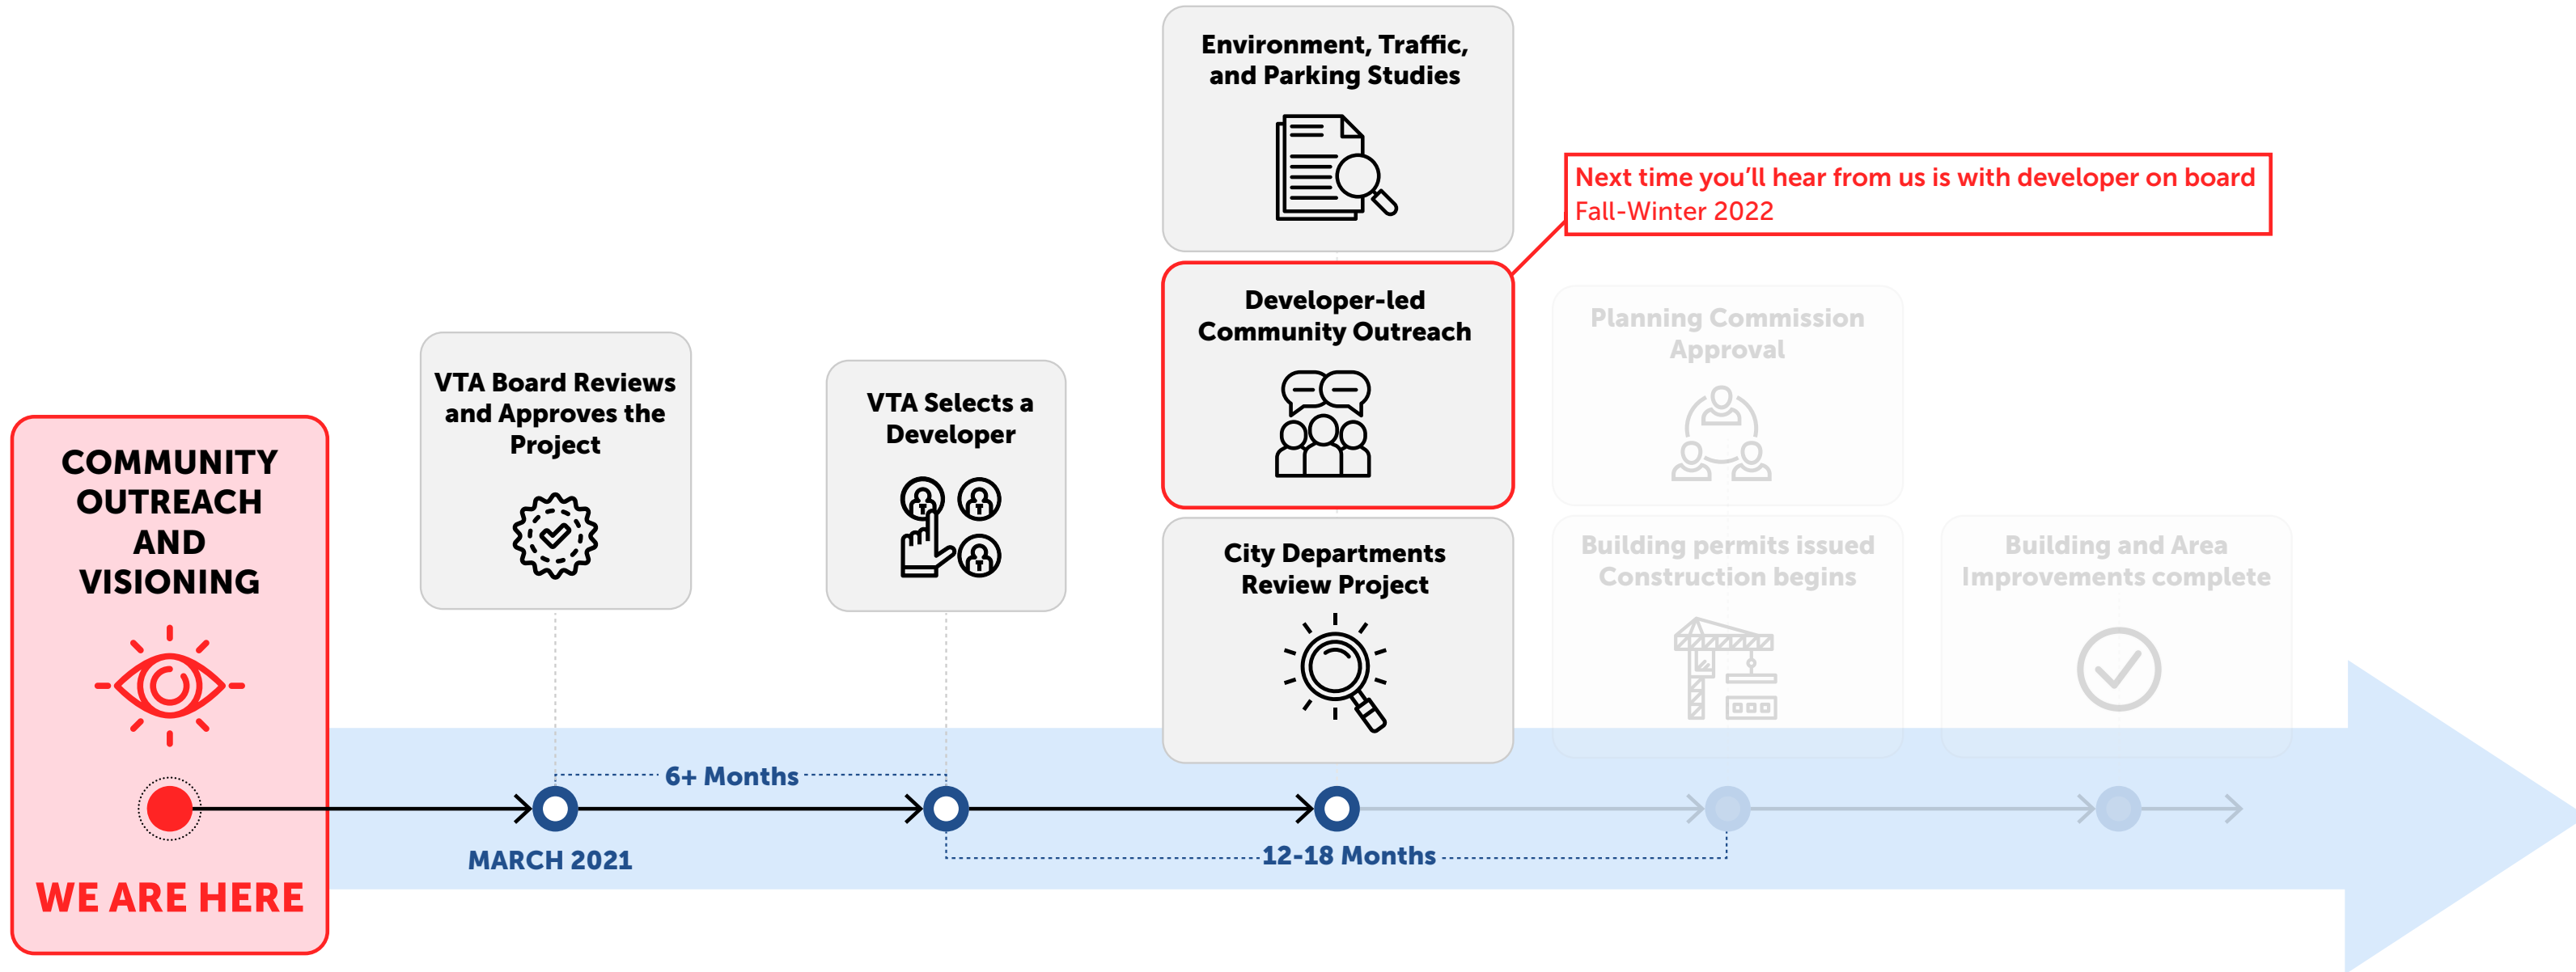 COMMUNITY
OUTREACH
AND
VISIONING
WE ARE HERE
VTA Board Reviews
and Approves the
Project
MARCH 2021
6+ Months
VTA Selects a
Developer
Environment, Traffic,
and Parking Studies
Developer-led
Community Outreach
City Departments
Review Project
Next time you’ll hear from us is with developer on board
Fall-Winter 2022
12-18 Months
Planning Commission
Approval
Building permits issued
Construction begins
Building and Area
Improvements complete